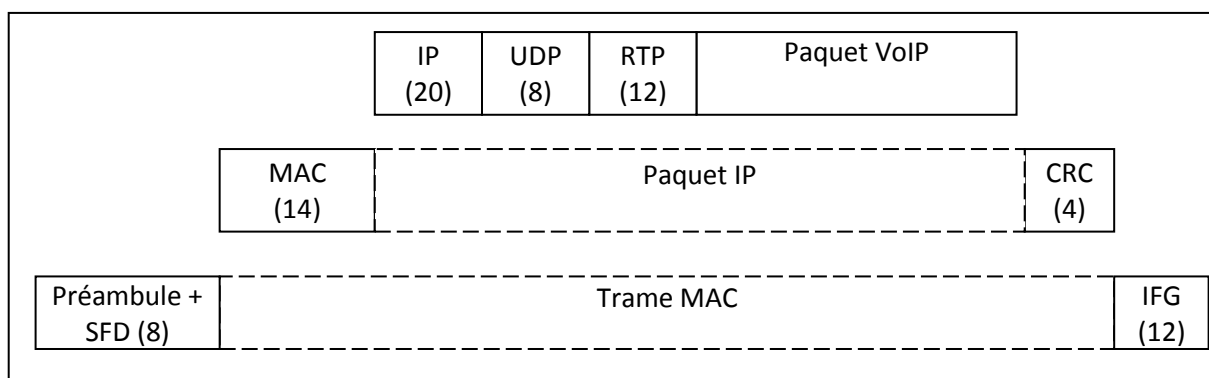 IP UDP RTP Paquet VoIP
(20) (8) (12)
MAC Paquet IP CRC
(14) (4)
Préambule + Trame MAC IFG
SFD (8) (12)